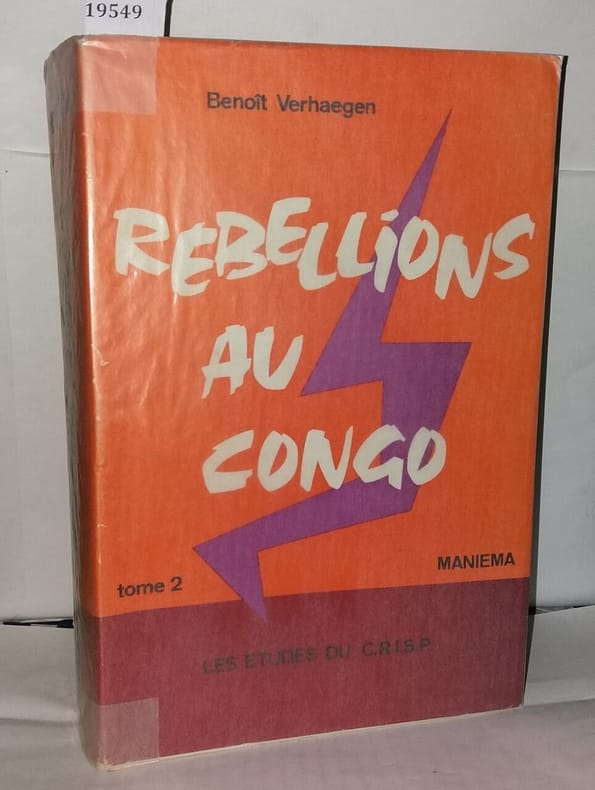 19549
Benoît Verhaegen
REBELLIONS
AU
CONGO
tome 2
MANIEMA
LES ETUDES DU C.R.I.S.P.